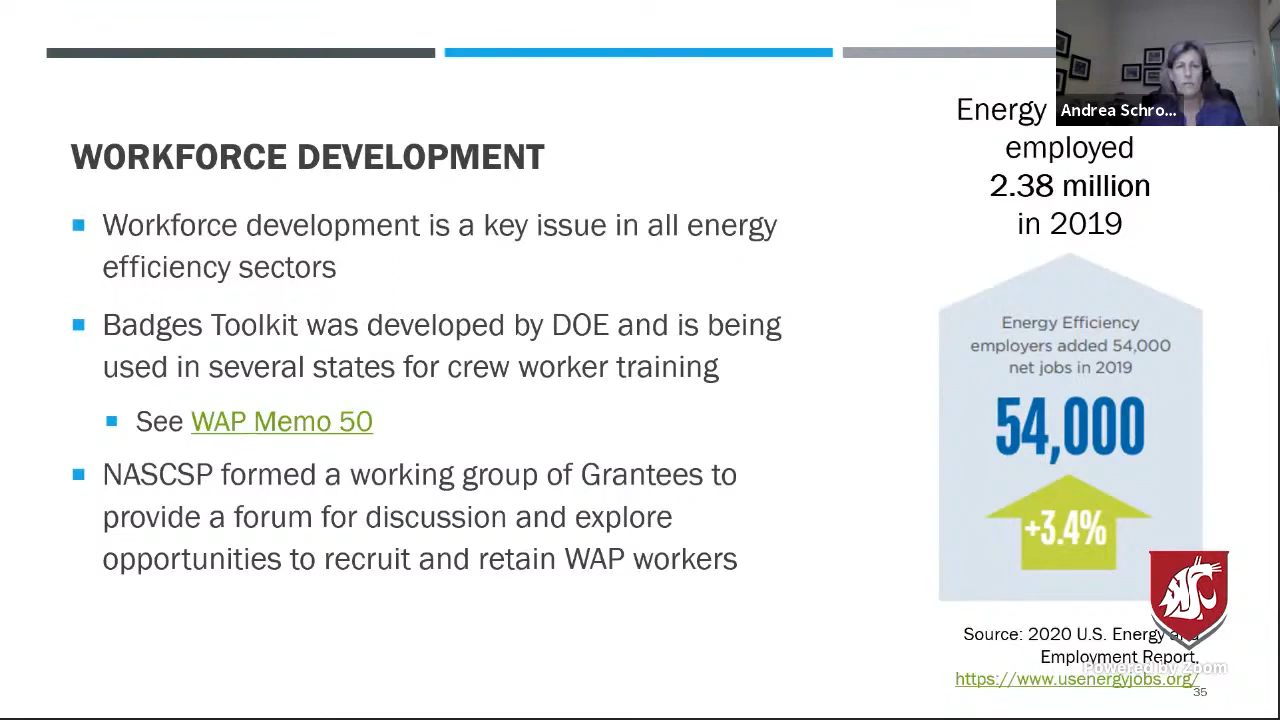 WORKFORCE DEVELOPMENT
Workforce development is a key issue in all energy
efficiency sectors
Badges Toolkit was developed by DOE and is being
used in several states for crew worker training
See WAP Memo 50
NASCSP formed a working group of Grantees to
provide a forum for discussion and explore
opportunities to recruit and retain WAP workers
Andrea Schro...
Energy
employed
2.38 million
in 2019
Energy Efficiency
employers added 54,000
net jobs in 2019
54,000
+3.4%
Source: 2020 U.S. Energy and
Employment Report,
https://www.usenergyjobs.org/
Powered by Zoom
35